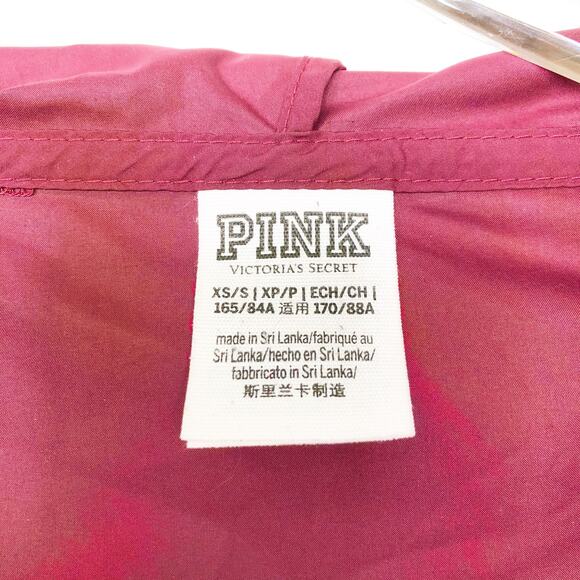 PINK
VICTORIA'S SECRET
XS/S | XP/P | ECH/CH |
165/84A 适用 170/88A
made in Sri Lanka/fabriqué au
Sri Lanka/hecho en Sri Lanka/
fabbricato in Sri Lanka/
斯里兰卡制造